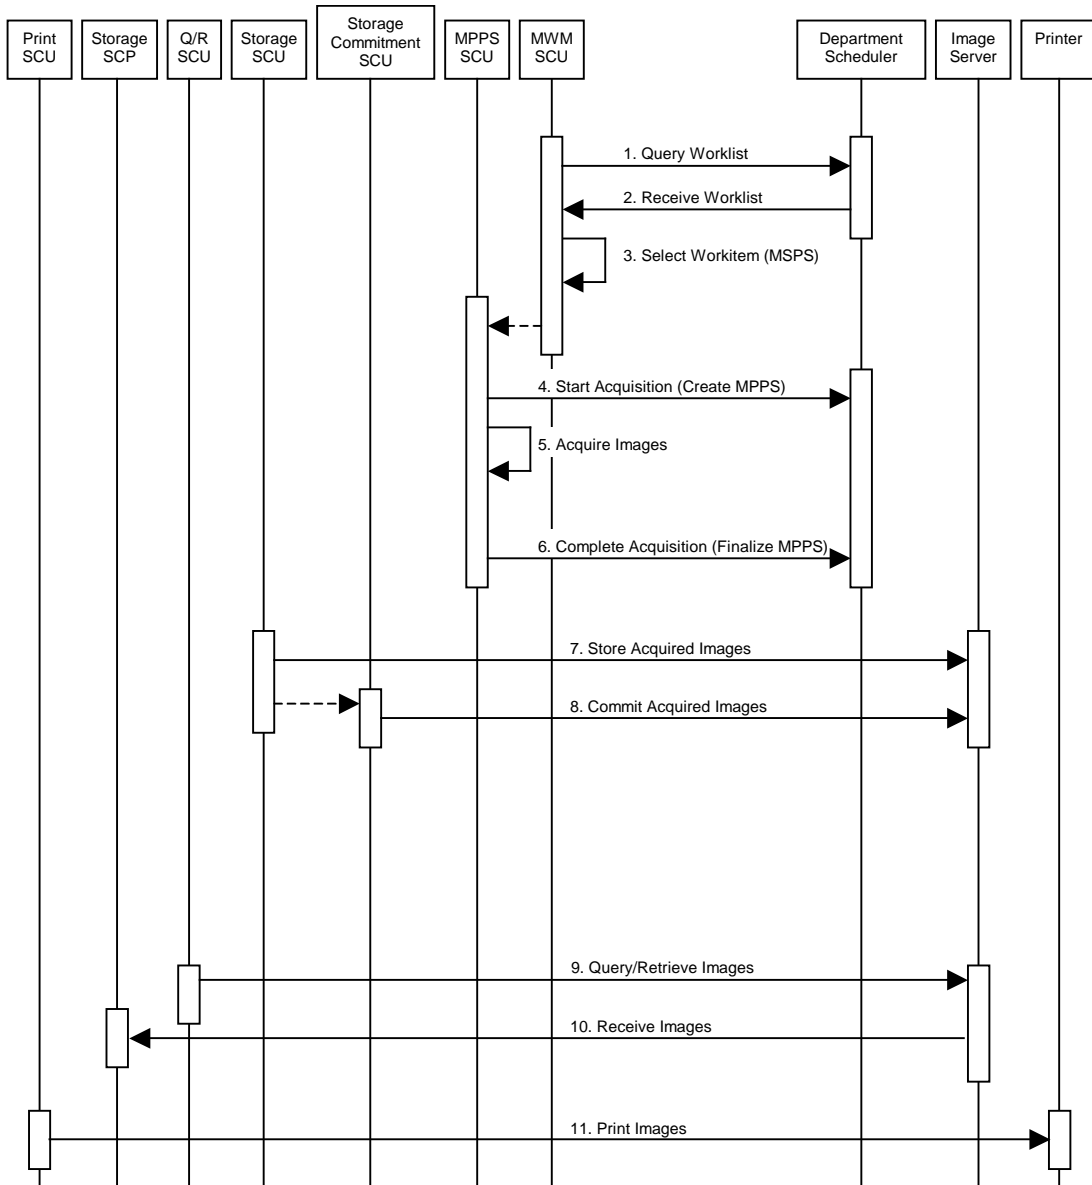 Print
SCU
Storage
SCP
Q/R
SCU
Storage
SCU
Storage
Commitment
SCU
MPPS
SCU
MWM
SCU
Department
Scheduler
Image
Server
Printer
1. Query Worklist
2. Receive Worklist
3. Select Workitem (MSPS)
4. Start Acquisition (Create MPPS)
5. Acquire Images
6. Complete Acquisition (Finalize MPPS)
7. Store Acquired Images
8. Commit Acquired Images
9. Query/Retrieve Images
10. Receive Images
11. Print Images